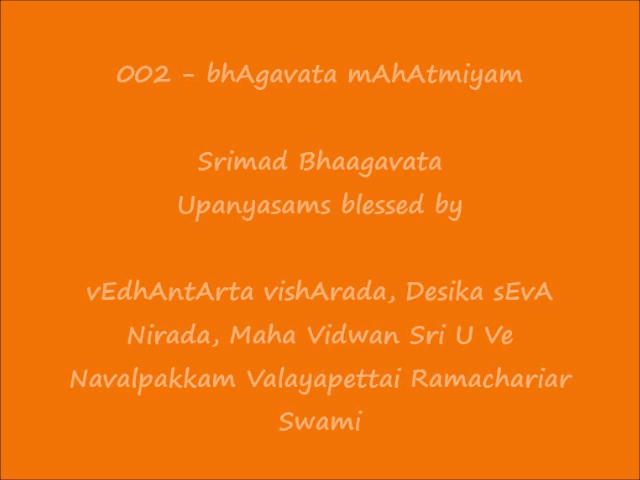 002 - bhAgavata mAhAtmiyam
Srimad Bhaagavata
Upanyasams blessed by
vEdhAntArta vishArada, Desika sEvA
Nirada, Maha Vidwan Sri U Ve
Navalpakkam Valayapettai Ramachariar
Swami